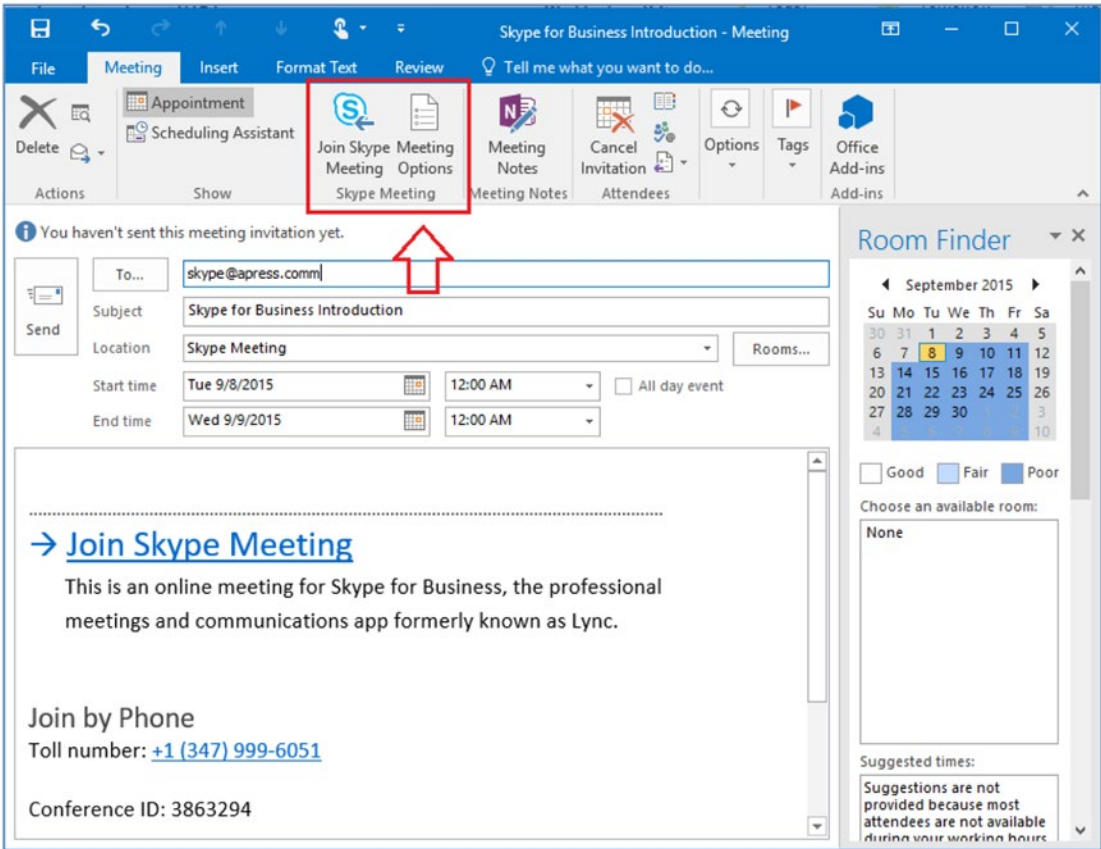 Skype for Business Introduction - Meeting
File Meeting Insert Format Text Review Tell me what you want to do...
Delete
Actions
Appointment
Scheduling Assistant
Show
Join Skype Meeting
Meeting Options
Skype Meeting
Meeting Notes
Meeting Notes
Cancel Invitation
Attendees
Options
Tags
Office Add-ins
Add-ins
You haven't sent this meeting invitation yet.
Send
To... skype@apress.comm
Subject Skype for Business Introduction
Location Skype Meeting Rooms...
Start time Tue 9/8/2015 12:00 AM All day event
End time Wed 9/9/2015 12:00 AM
→ Join Skype Meeting
This is an online meeting for Skype for Business, the professional
meetings and communications app formerly known as Lync.
Join by Phone
Toll number: +1 (347) 999-6051
Conference ID: 3863294
Room Finder
September 2015
Su Mo Tu We Th Fr Sa
30 31 1 2 3 4 5
6 7 8 9 10 11 12
13 14 15 16 17 18 19
20 21 22 23 24 25 26
27 28 29 30 1 2 3
4 5 6 7 8 9 10
Good Fair Poor
Choose an available room:
None
Suggested times:
Suggestions are not
provided because most
attendees are not available
during your working hours